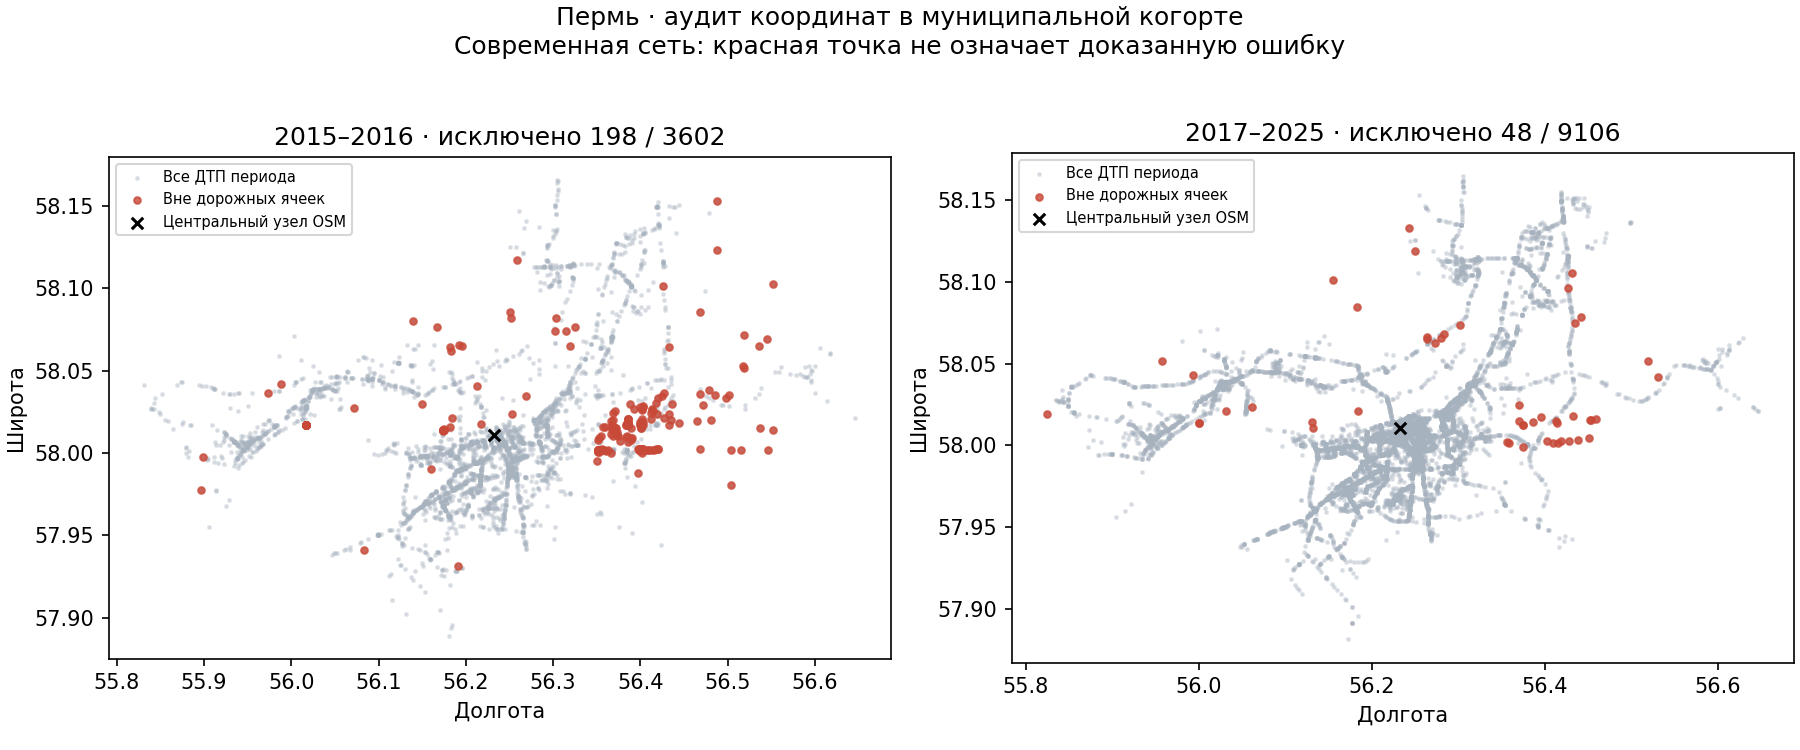 Пермь · аудит координат в муниципальной когорте
Современная сеть: красная точка не означает доказанную ошибку
2015–2016 · исключено 198 / 3602
Все ДТП периода
Вне дорожных ячеек
Центральный узел OSM
58.15
58.10
58.05
58.00
57.95
57.90
Широта
55.8 55.9 56.0 56.1 56.2 56.3 56.4 56.5 56.6
Долгота
2017–2025 · исключено 48 / 9106
Все ДТП периода
Вне дорожных ячеек
Центральный узел OSM
58.15
58.10
58.05
58.00
57.95
57.90
Широта
55.8 56.0 56.2 56.4 56.6
Долгота